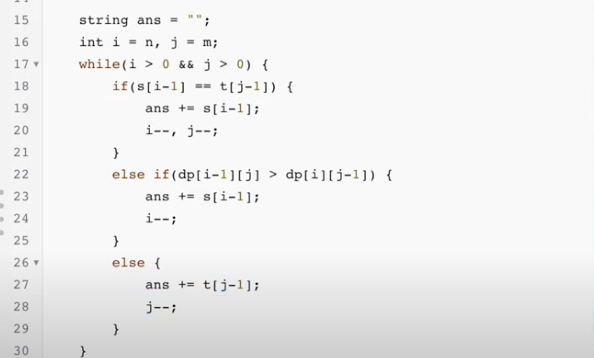 15 string ans = "";
16 int i = n, j = m;
17 while(i > 0 && j > 0) {
18 if(s[i-1] == t[j-1]) {
19 ans += s[i-1];
20 i--, j--;
21 }
22 else if(dp[i-1][j] > dp[i][j-1]) {
23 ans += s[i-1];
24 i--;
25 }
26 else {
27 ans += t[j-1];
28 j--;
29 }
30 }